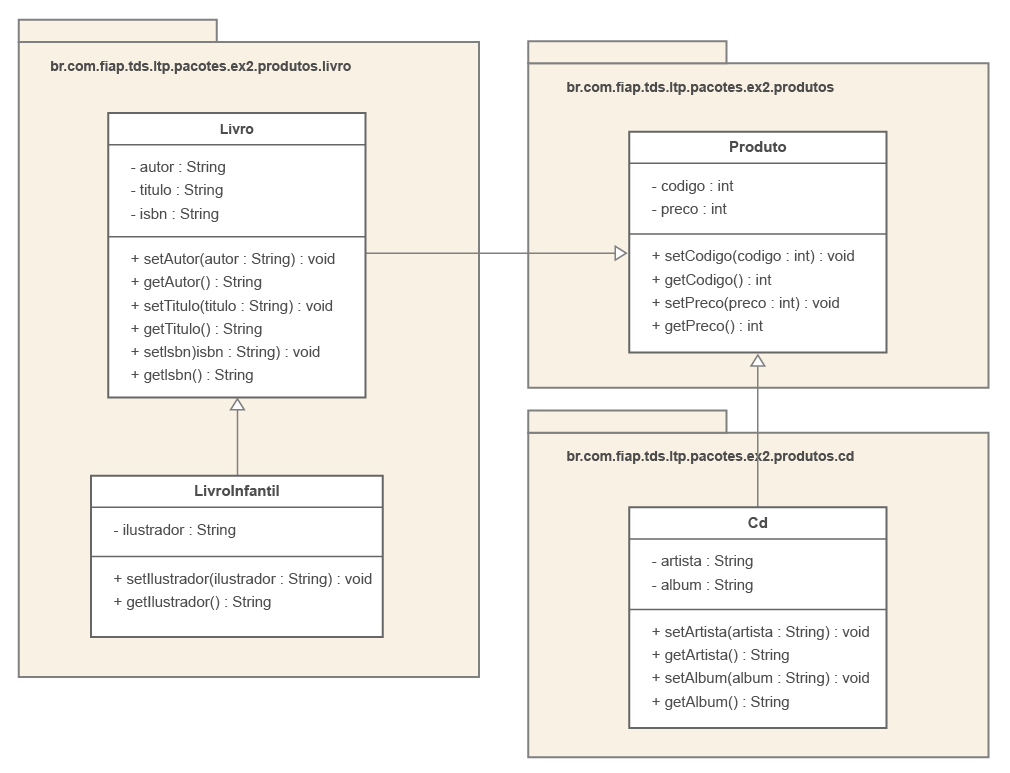 br.com.fiap.tds.ltp.pacotes.ex2.produtos.livro
Livro
- autor : String
- titulo : String
- isbn : String
+ setAutor(autor : String) : void
+ getAutor() : String
+ setTitulo(titulo : String) : void
+ getTitulo() : String
+ setIsbn)isbn : String) : void
+ getIsbn() : String
LivroInfantil
- ilustrador : String
+ setIlustrador(ilustrador : String) : void
+ getIlustrador() : String
br.com.fiap.tds.ltp.pacotes.ex2.produtos
Produto
- codigo : int
- preco : int
+ setCodigo(codigo : int) : void
+ getCodigo() : int
+ setPreco(preco : int) : void
+ getPreco() : int
br.com.fiap.tds.ltp.pacotes.ex2.produtos.cd
Cd
- artista : String
- album : String
+ setArtista(artista : String) : void
+ getArtista() : String
+ setAlbum(album : String) : void
+ getAlbum() : String